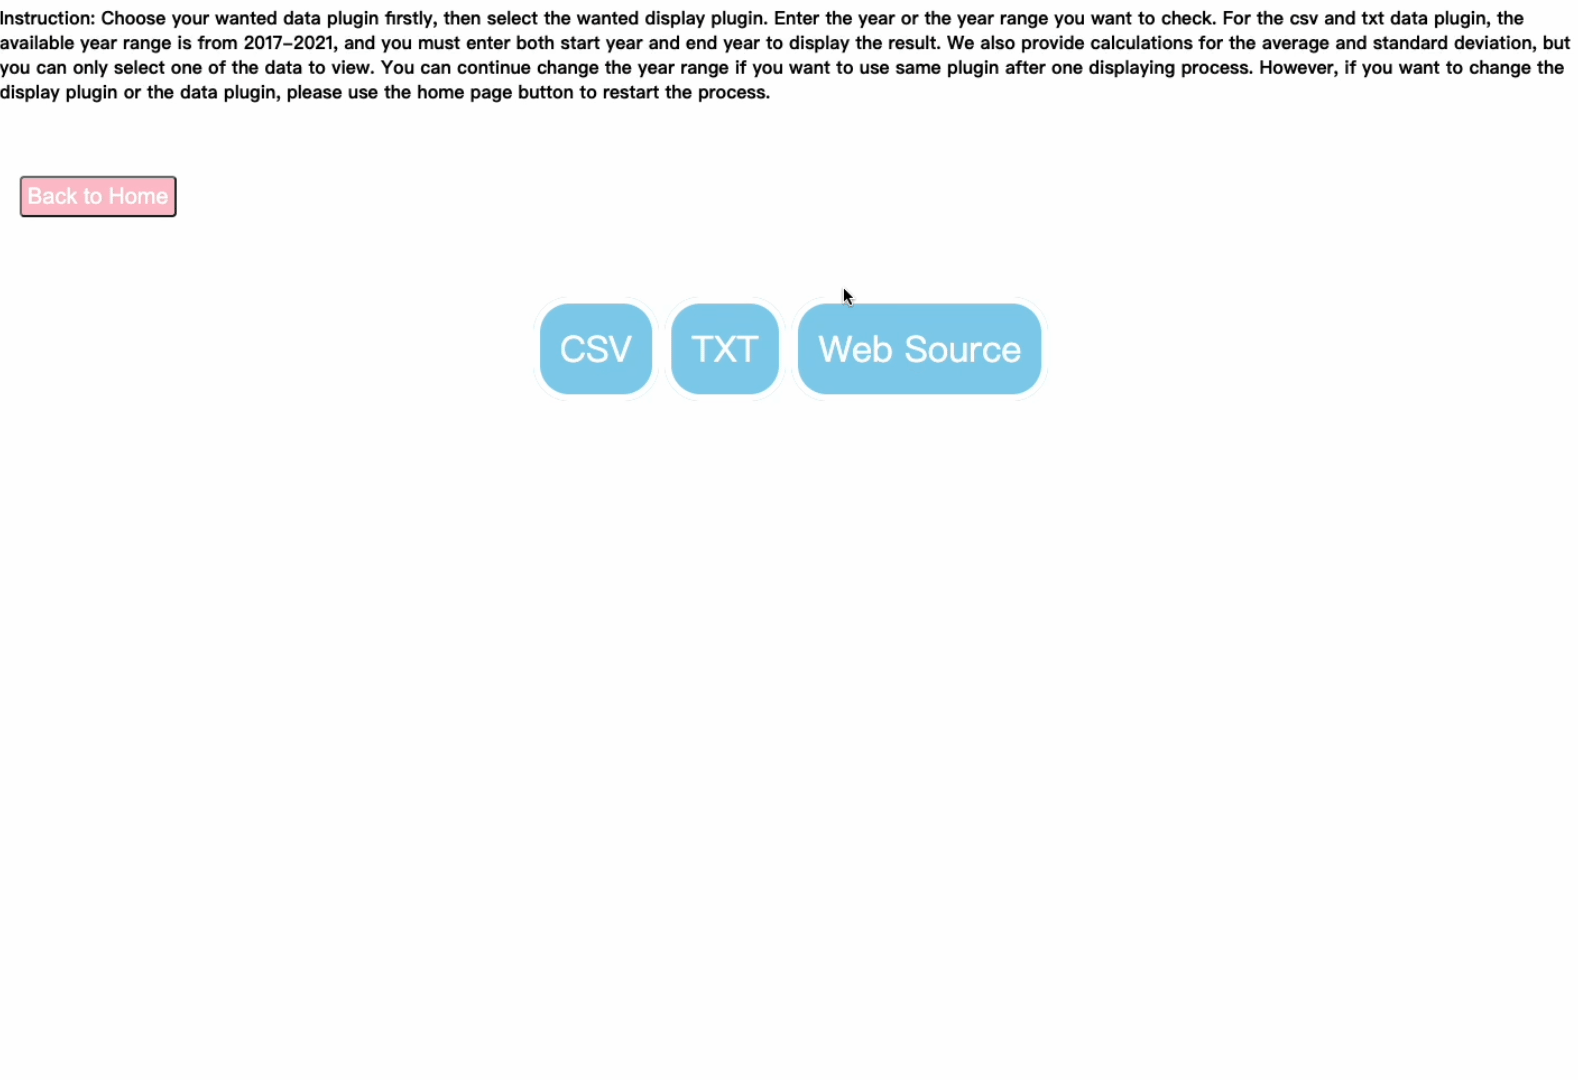 Instruction: Choose your wanted data plugin firstly, then select the wanted display plugin. Enter the year or the year range you want to check. For the csv and txt data plugin, the
available year range is from 2017–2021, and you must enter both start year and end year to display the result. We also provide calculations for the average and standard deviation, but
you can only select one of the data to view. You can continue change the year range if you want to use same plugin after one displaying process. However, if you want to change the
display plugin or the data plugin, please use the home page button to restart the process.
Back to Home
CSV TXT Web Source